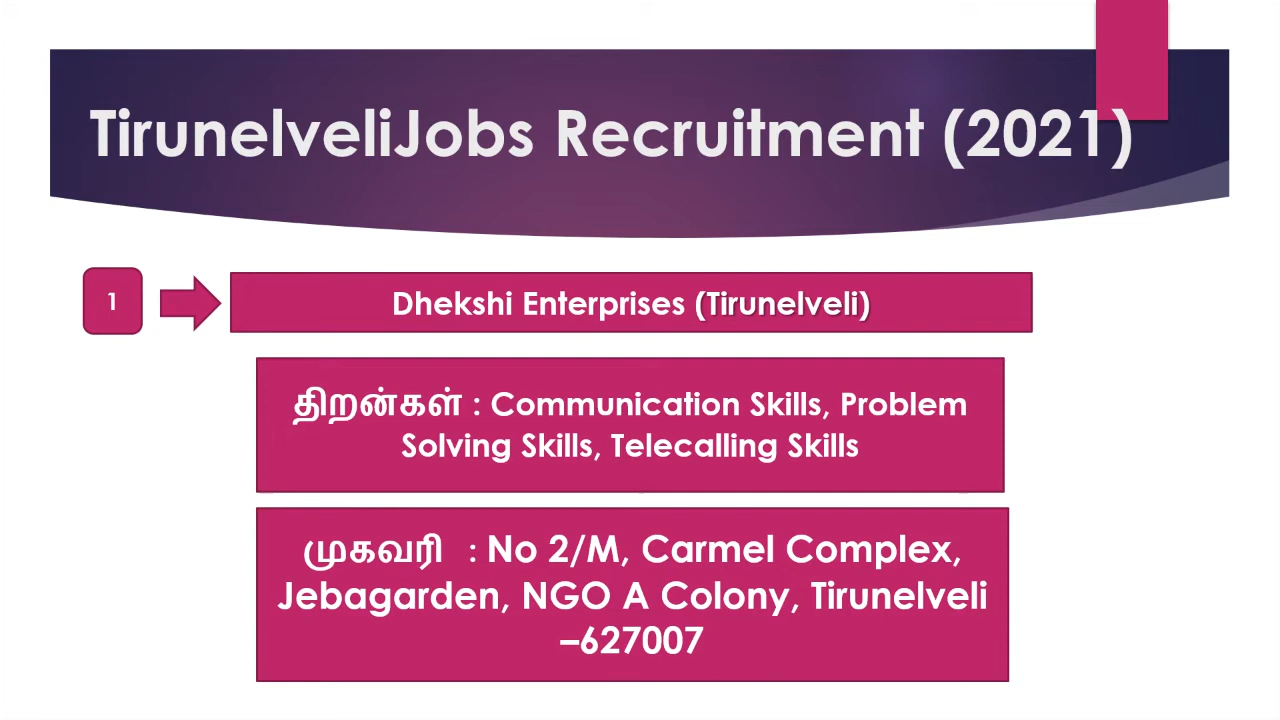 TirunelveliJobs Recruitment (2021)
1
Dhekshi Enterprises (Tirunelveli)
திறன்கள் : Communication Skills, Problem
Solving Skills, Telecalling Skills
முகவரி : No 2/M, Carmel Complex,
Jebagarden, NGO A Colony, Tirunelveli
–627007